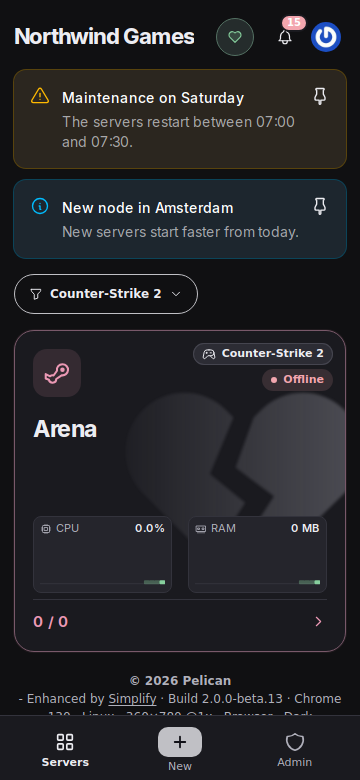 Northwind Games
15
Maintenance on Saturday
The servers restart between 07:00
and 07:30.
New node in Amsterdam
New servers start faster from today.
Counter-Strike 2
Counter-Strike 2
Offline
Arena
CPU 0.0%
RAM 0 MB
0 / 0
© 2026 Pelican
- Enhanced by Simplify · Build 2.0.0-beta.13 · Chrome
Servers
New
Admin